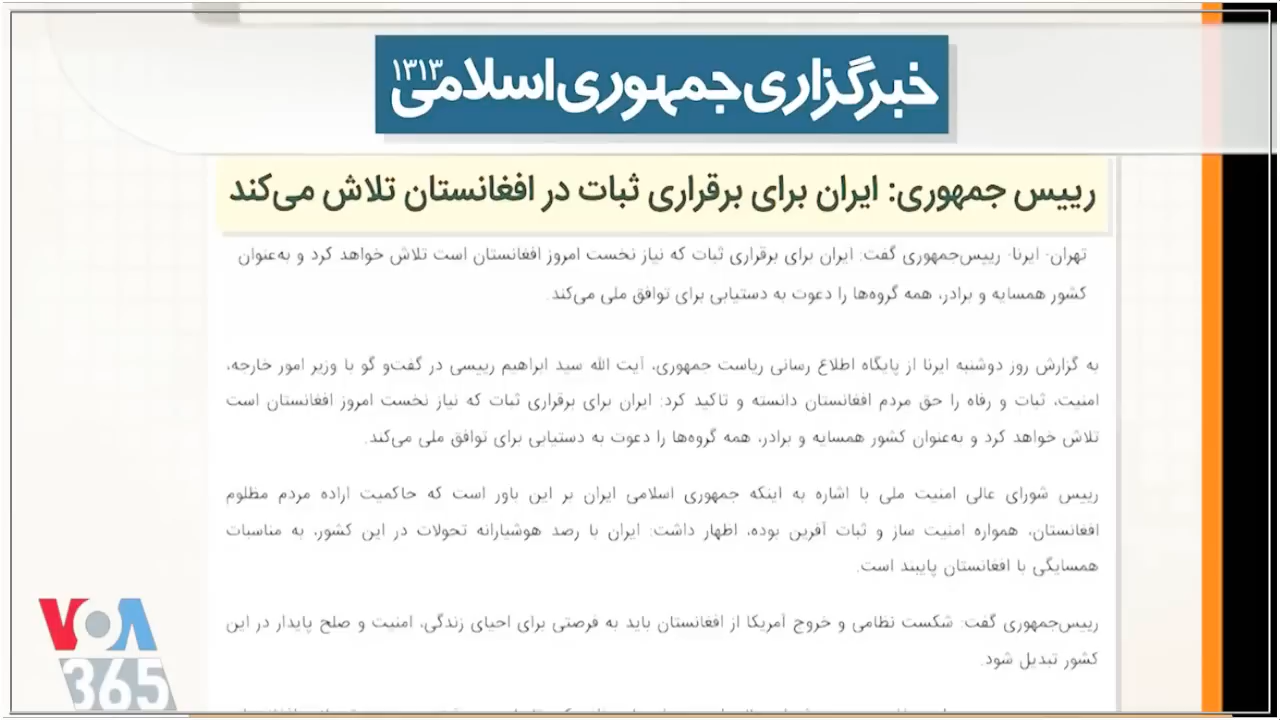 خبرگزاری جمهوری اسلامی ۱۳۱۳
رییس جمهوری: ایران برای برقراری ثبات در افغانستان تلاش می‌کند
تهران- ایرنا- رییس‌جمهوری گفت: ایران برای برقراری ثبات که نیاز نخست امروز افغانستان است تلاش خواهد کرد و به‌عنوان
کشور همسایه و برادر، همه گروه‌ها را دعوت به دستیابی برای توافق ملی می‌کند.
به گزارش روز دوشنبه ایرنا از پایگاه اطلاع رسانی ریاست جمهوری، آیت الله سید ابراهیم رییسی در گفت‌و گو با وزیر امور خارجه،
امنیت، ثبات و رفاه را حق مردم افغانستان دانسته و تاکید کرد: ایران برای برقراری ثبات که نیاز نخست امروز افغانستان است
تلاش خواهد کرد و به‌عنوان کشور همسایه و برادر، همه گروه‌ها را دعوت به دستیابی برای توافق ملی می‌کند.
رییس شورای عالی امنیت ملی با اشاره به اینکه جمهوری اسلامی ایران بر این باور است که حاکمیت اراده مردم مظلوم
افغانستان، همواره امنیت ساز و ثبات آفرین بوده، اظهار داشت: ایران با رصد هوشیارانه تحولات در این کشور، به مناسبات
همسایگی با افغانستان پایبند است.
رییس‌جمهوری گفت: شکست نظامی و خروج آمریکا از افغانستان باید به فرصتی برای احیای زندگی، امنیت و صلح پایدار در این
کشور تبدیل شود.
VOA
365